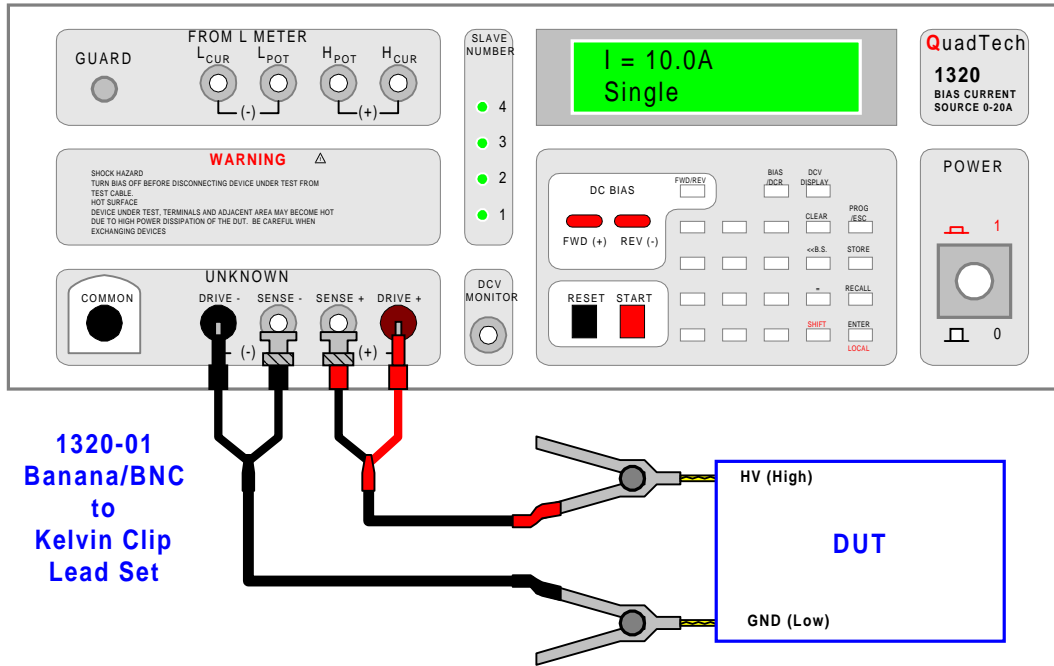 FROM L METER
GUARD
LCUR
LPOT
HPOT
HCUR
(-)
(+)
WARNING
SHOCK HAZARD
TURN BIAS OFF BEFORE DISCONNECTING DEVICE UNDER TEST FROM
TEST CABLE.
HOT SURFACE
DEVICE UNDER TEST, TERMINALS AND ADJACENT AREA MAY BECOME HOT
DUE TO HIGH POWER DISSIPATION OF THE DUT. BE CAREFUL WHEN
EXCHANGING DEVICES
UNKNOWN
COMMON
DRIVE -
SENSE -
SENSE +
DRIVE +
(-)
(+)
SLAVE
NUMBER
4
3
2
1
DCV
MONITOR
I = 10.0A
Single
DC BIAS
FWD (+)
REV (-)
RESET
START
FWD/REV
BIAS
/DCR
DCV
DISPLAY
CLEAR
PROG
/ESC
<<B.S.
STORE
-
RECALL
SHIFT
ENTER
LOCAL
QuadTech
1320
BIAS CURRENT
SOURCE 0-20A
POWER
1
0
1320-01
Banana/BNC
to
Kelvin Clip
Lead Set
HV (High)
DUT
GND (Low)